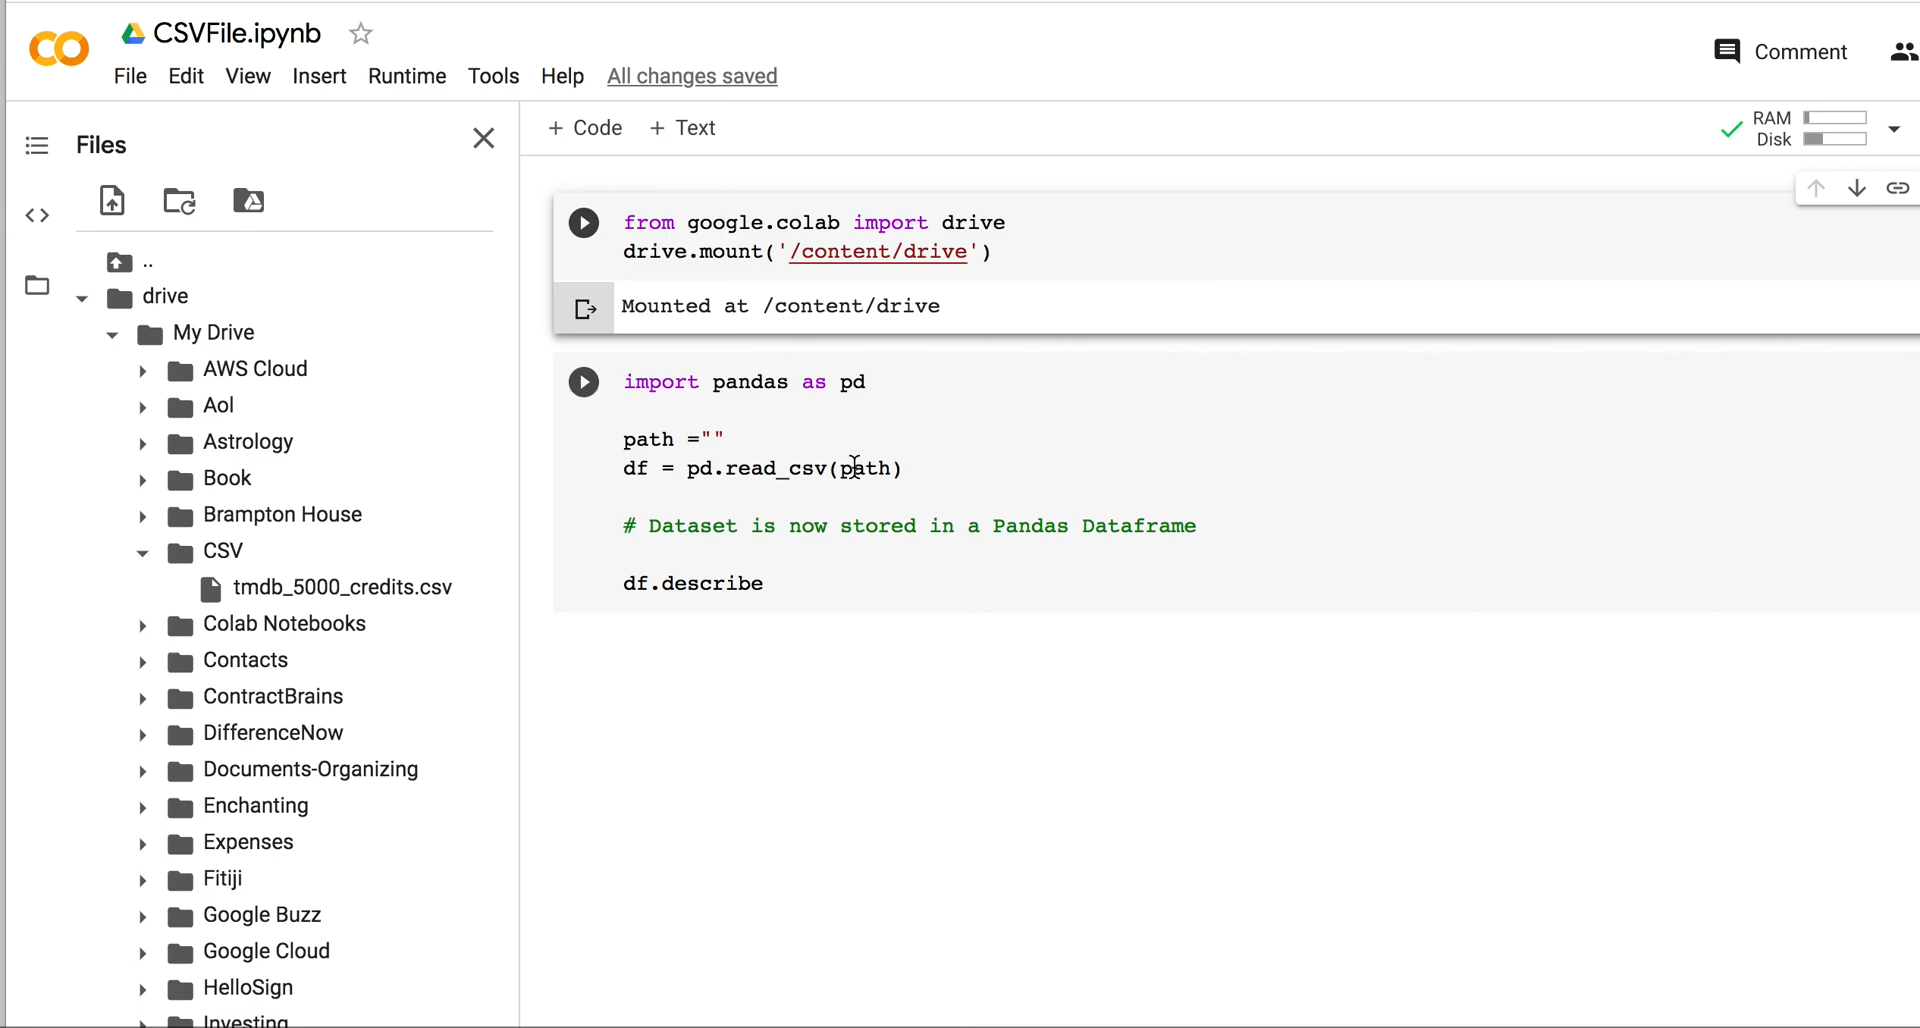 CSVFile.ipynb
File Edit View Insert Runtime Tools Help All changes saved
Comment
Files
+ Code + Text
RAM
Disk
..
drive
My Drive
AWS Cloud
Aol
Astrology
Book
Brampton House
CSV
tmdb_5000_credits.csv
Colab Notebooks
Contacts
ContractBrains
DifferenceNow
Documents-Organizing
Enchanting
Expenses
Fitiji
Google Buzz
Google Cloud
HelloSign
Investing
from google.colab import drive
drive.mount('/content/drive')
Mounted at /content/drive
import pandas as pd
path =""
df = pd.read_csv(path)
# Dataset is now stored in a Pandas Dataframe
df.describe